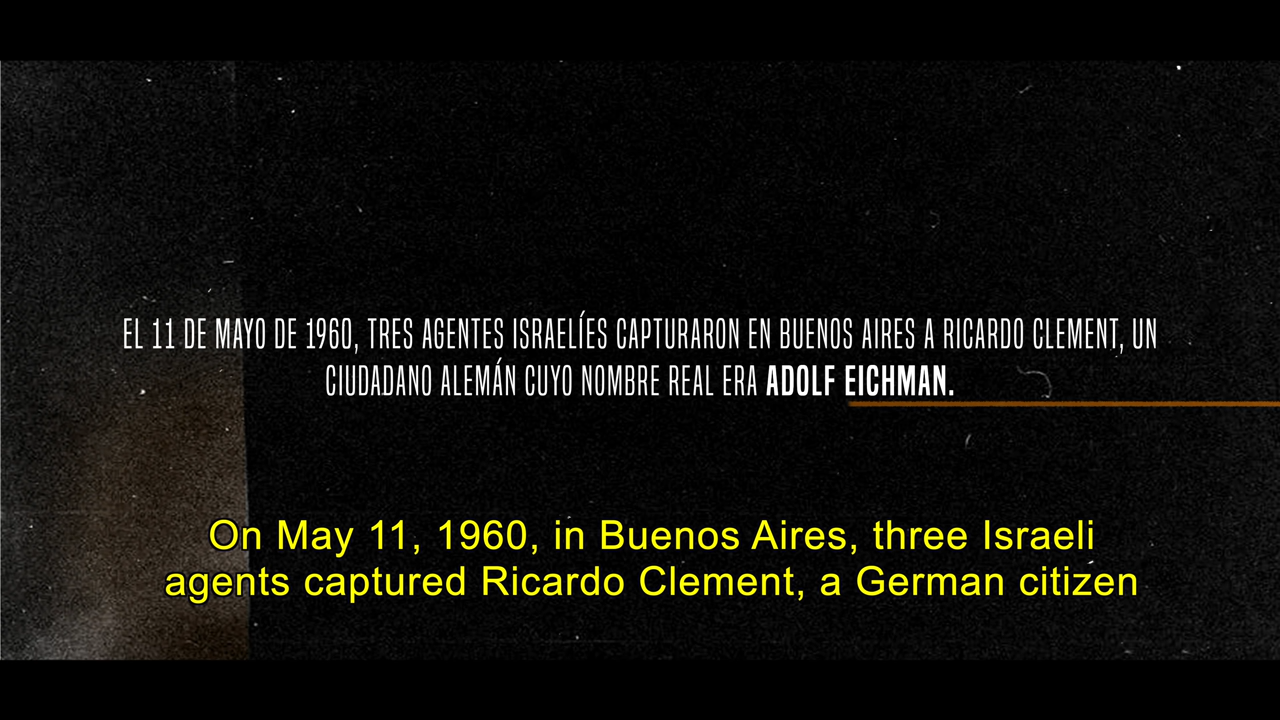 EL 11 DE MAYO DE 1960, TRES AGENTES ISRAELÍES CAPTURARON EN BUENOS AIRES A RICARDO CLEMENT, UN
CIUDADANO ALEMÁN CUYO NOMBRE REAL ERA ADOLF EICHMAN.
On May 11, 1960, in Buenos Aires, three Israeli
agents captured Ricardo Clement, a German citizen